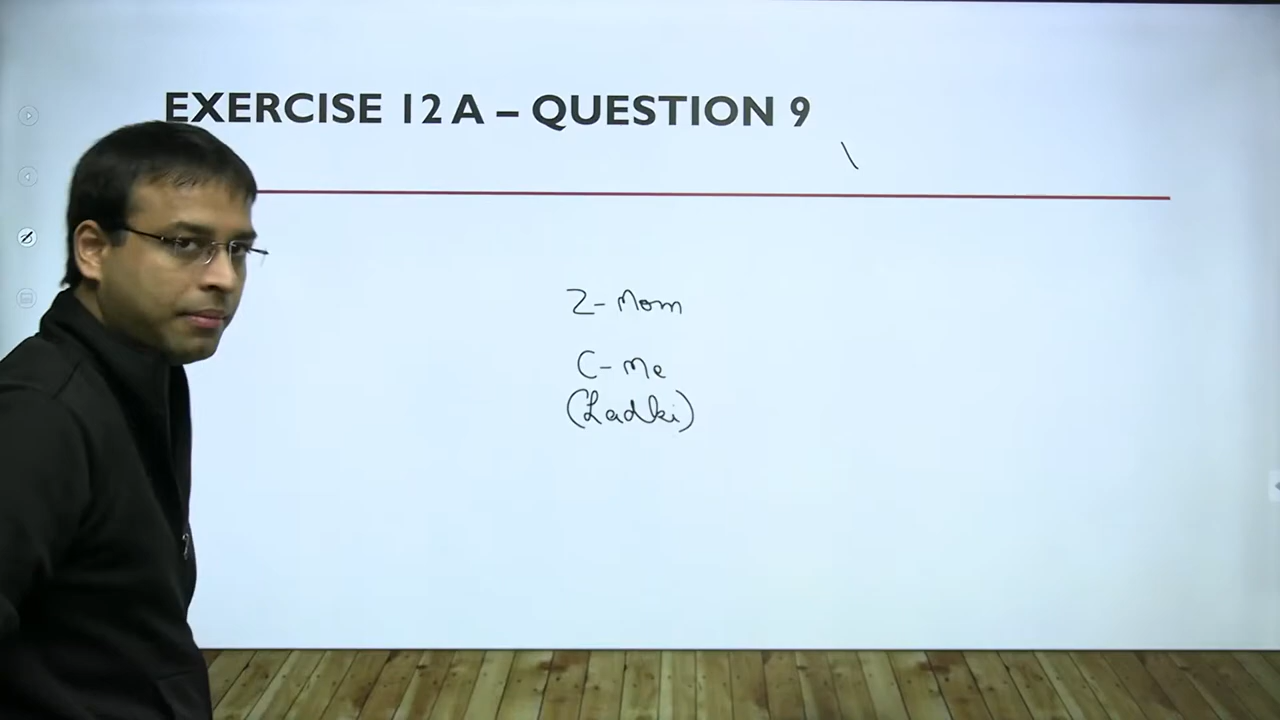 EXERCISE 12 A – QUESTION 9
Z- Mom
C- Me
(Ladki)